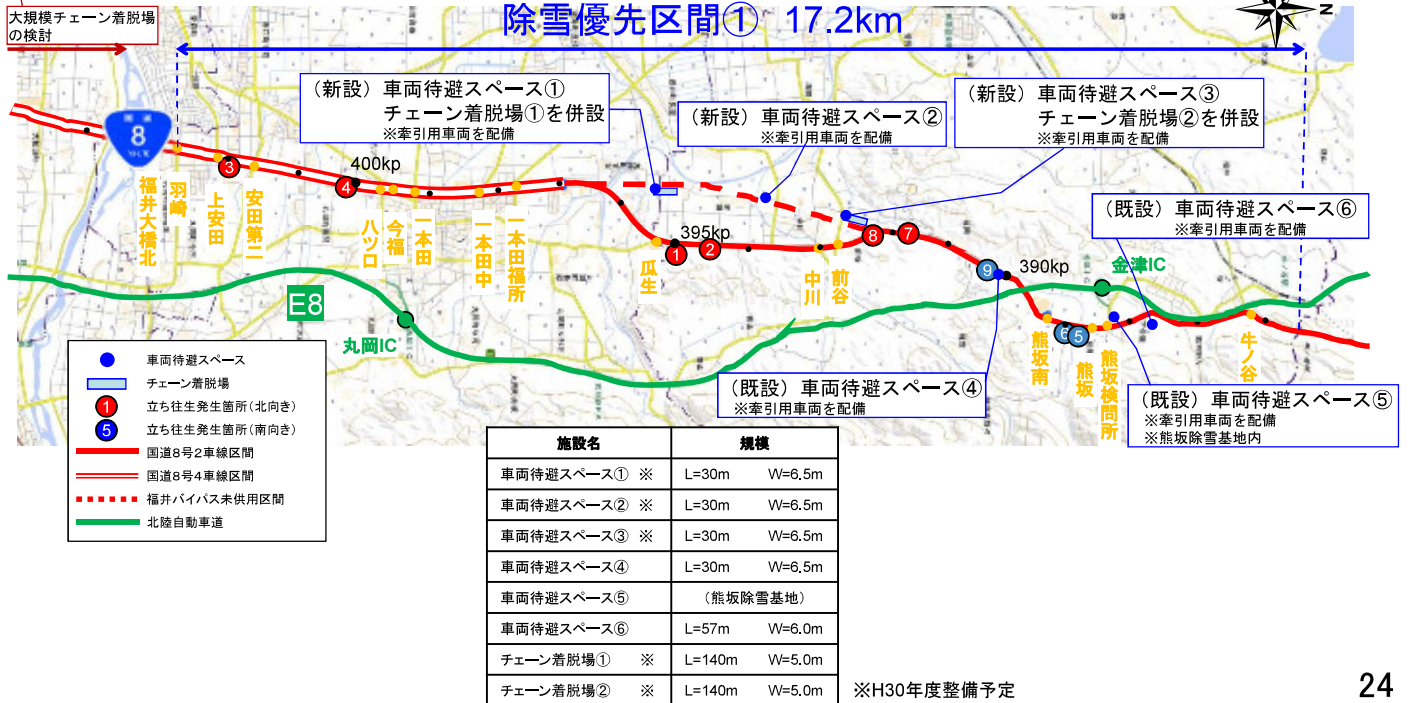 大規模チェーン着脱場
の検討
除雪優先区間① 17.2km
N
(新設)車両待避スペース①
チェーン着脱場①を併設
※牽引用車両を配備
(新設)車両待避スペース②
※牽引用車両を配備
(新設)車両待避スペース③
チェーン着脱場②を併設
※牽引用車両を配備
(既設)車両待避スペース⑥
※牽引用車両を配備
国道
8
3
400kp
4
福井大橋北
羽崎
上安田
安田第二
八ツ口
今福
一本田
一本田中
一本田福所
瓜生
395kp
1
2
中川
前谷
8
7
9
390kp
金津IC
熊坂南
6
5
熊坂
熊坂検問所
牛ノ谷
E8
丸岡IC
(既設)車両待避スペース④
※牽引用車両を配備
(既設)車両待避スペース⑤
※牽引用車両を配備
※熊坂除雪基地内
車両待避スペース
チェーン着脱場
1 立ち往生発生箇所(北向き)
5 立ち往生発生箇所(南向き)
国道8号2車線区間
国道8号4車線区間
福井バイパス未供用区間
北陸自動車道
施設名 規模
車両待避スペース① ※ L=30m W=6.5m
車両待避スペース② ※ L=30m W=6.5m
車両待避スペース③ ※ L=30m W=6.5m
車両待避スペース④ L=30m W=6.5m
車両待避スペース⑤ (熊坂除雪基地)
車両待避スペース⑥ L=57m W=6.0m
チェーン着脱場① ※ L=140m W=5.0m
チェーン着脱場② ※ L=140m W=5.0m
※H30年度整備予定
24